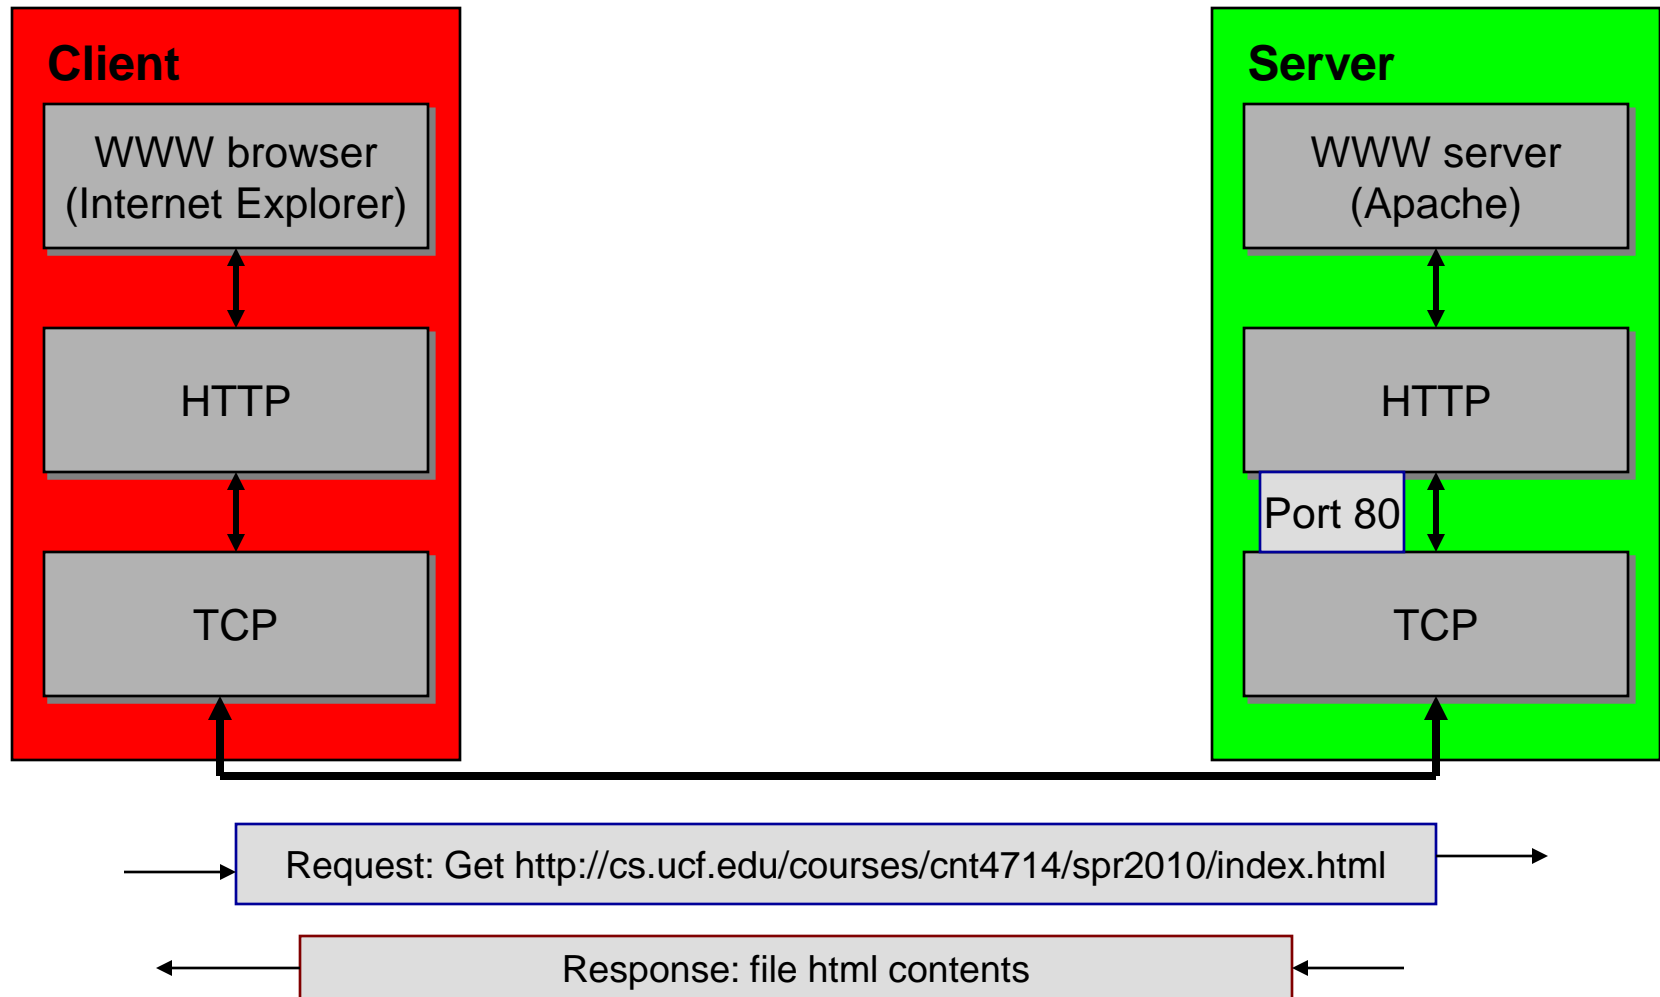 Client
WWW browser
(Internet Explorer)
HTTP
TCP
Server
WWW server
(Apache)
HTTP
Port 80
TCP
Request: Get http://cs.ucf.edu/courses/cnt4714/spr2010/index.html
Response: file html contents